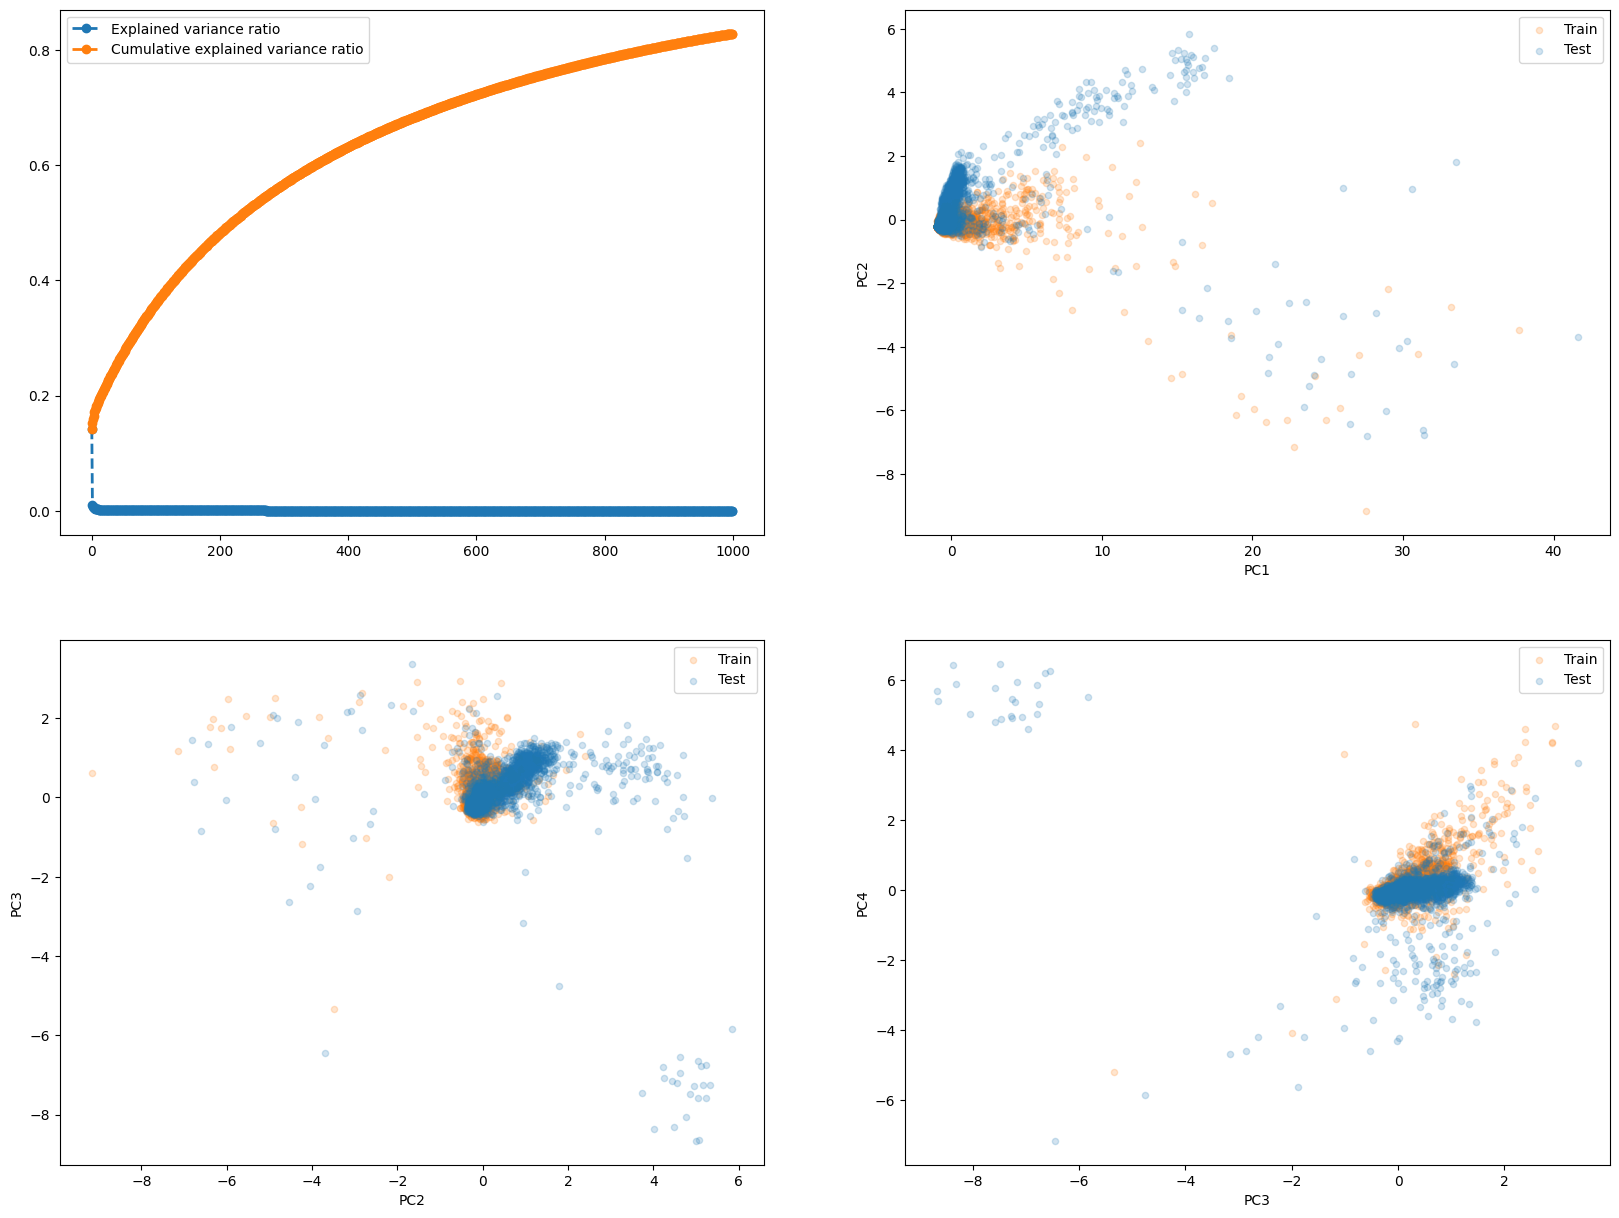 Explained variance ratio
Cumulative explained variance ratio
0.8
0.6
0.4
0.2
0.0
0 200 400 600 800 1000
Train
Test
6
4
2
0
−2
−4
−6
−8
PC2
0 10 20 30 40
PC1
Train
Test
2
0
−2
−4
−6
−8
PC3
−8 −6 −4 −2 0 2 4 6
PC2
Train
Test
6
4
2
0
−2
−4
−6
PC4
−8 −6 −4 −2 0 2
PC3